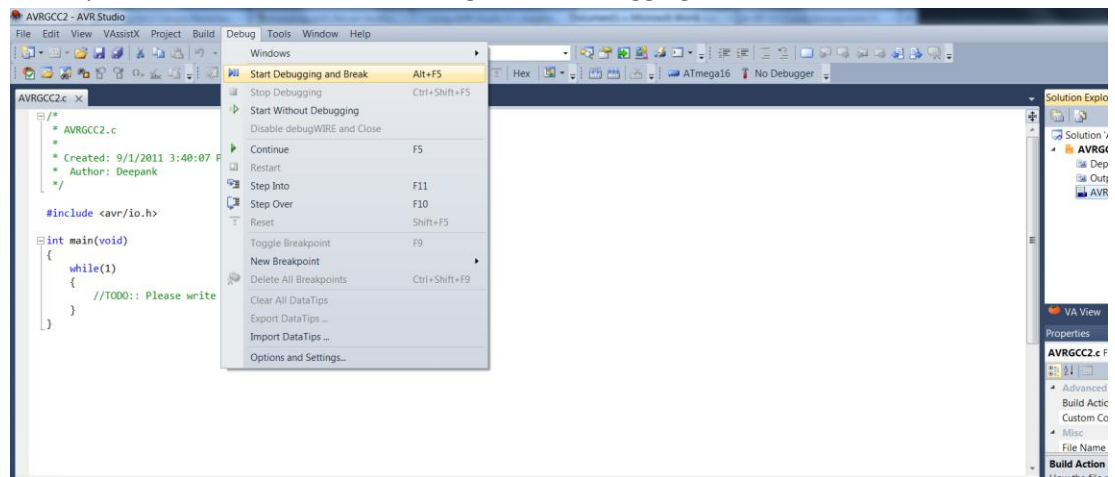 AVRGCC2 - AVR Studio
File Edit View VAssistX Project Build Debug Tools Window Help
Hex ATmega16 No Debugger
AVRGCC2.c
/*
* AVRGCC2.c
*
* Created: 9/1/2011 3:40:07 P
* Author: Deepank
*/
#include <avr/io.h>
int main(void)
{
while(1)
{
//TODO:: Please write
}
}
Windows
Start Debugging and Break Alt+F5
Stop Debugging Ctrl+Shift+F5
Start Without Debugging
Disable debugWIRE and Close
Continue F5
Restart
Step Into F11
Step Over F10
Reset Shift+F5
Toggle Breakpoint F9
New Breakpoint
Delete All Breakpoints Ctrl+Shift+F9
Clear All DataTips
Export DataTips ...
Import DataTips ...
Options and Settings...
Solution Explo
Solution '
AVRGC
Dep
Outp
AVR
VA View
Properties
AVRGCC2.c F
Advanced
Build Actio
Custom Co
Misc
File Name
Build Action